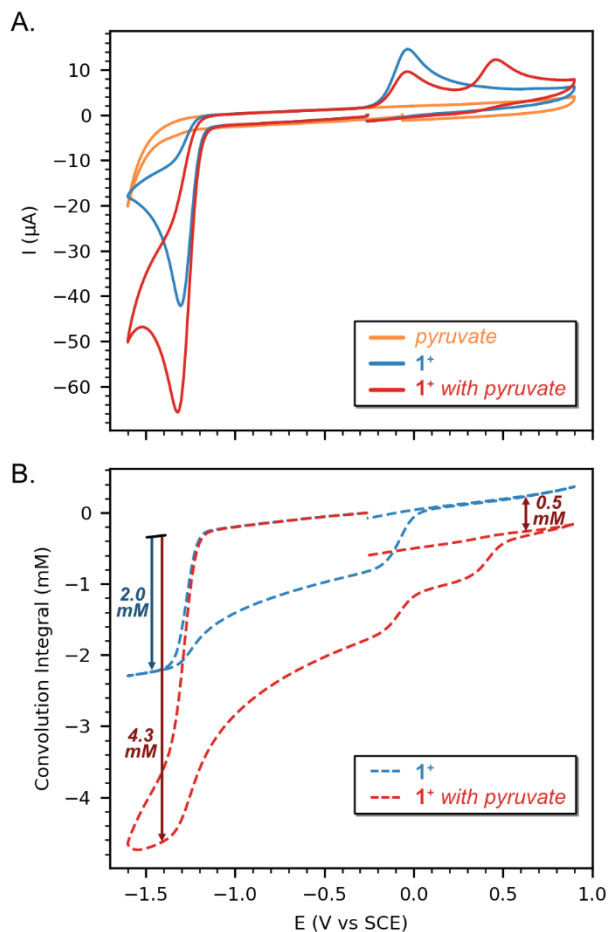 A.
10
0
−10
−20
−30
−40
−50
−60
I (μA)
pyruvate
1⁺
1⁺ with pyruvate
B.
0
−1
−2
−3
−4
Convolution Integral (mM)
2.0
mM
4.3
mM
0.5
mM
1⁺
1⁺ with pyruvate
−1.5
−1.0
−0.5
0.0
0.5
1.0
E (V vs SCE)